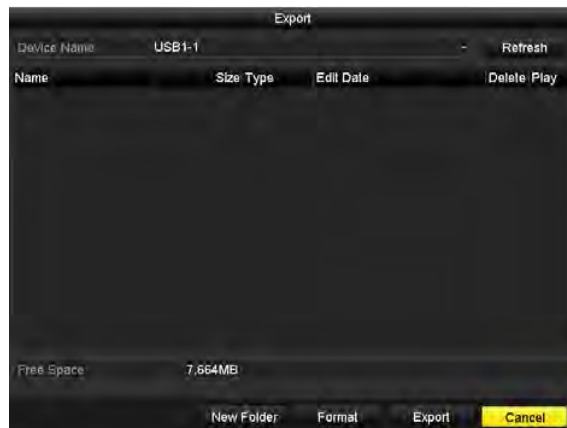 Export
Device Name USB1-1 - Refresh
Name Size Type Edit Date Delete Play
Free Space 7,664MB
New Folder Format Export Cancel